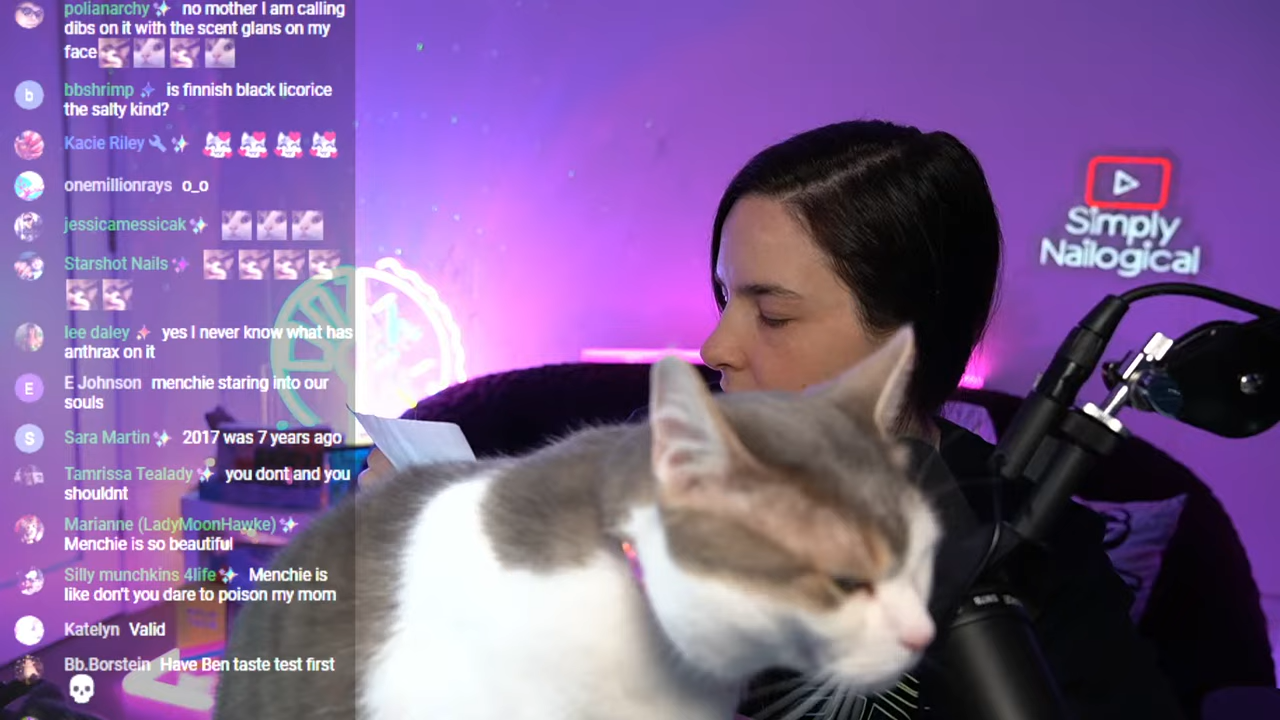 polianarchy no mother I am calling
dibs on it with the scent glans on my
face
bbshrimp is finnish black licorice
the salty kind?
Kacie Riley
onemillionrays o_o
jessicamessicak
Starshot Nails
lee daley yes I never know what has
anthrax on it
E Johnson menchie staring into our
souls
Sara Martin 2017 was 7 years ago
Tamrissa Tealady you dont and you
shouldnt
Marianne (LadyMoonHawke)
Menchie is so beautiful
Silly munchkins 4life Menchie is
like don't you dare to poison my mom
Katelyn Valid
Bb.Borstein Have Ben taste test first
b
E
S
Simply
Nailogical